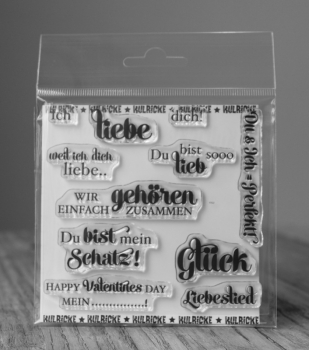 KULRICKE ★ KULRICKE ★ KULRICKE ★ KULRICKE
Ich liebe dich!
weil ich dich
liebe..
Du bist sooo
lieb
Du & Ich = Perfekt!
WIR gehören
EINFACH ZUSAMMEN
Du bist mein
Schatz!
Glück
HAPPY Valentines DAY
MEIN ..............!
Liebeslied
KULRICKE ★ KULRICKE ★ KULRICKE ★ KULRICKE